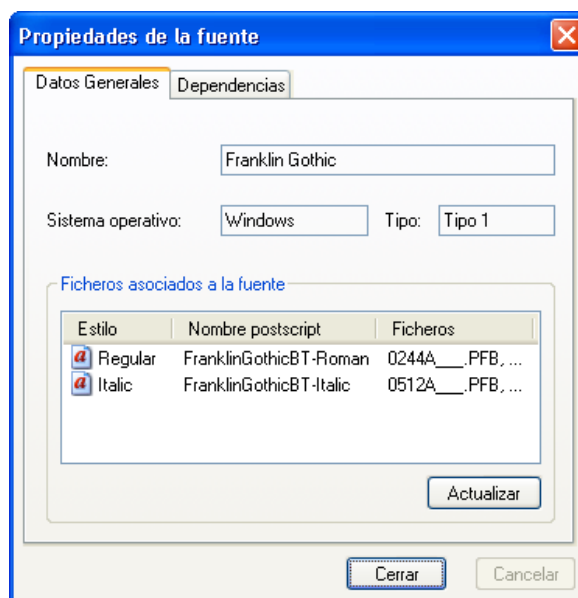 Propiedades de la fuente
Datos Generales Dependencias
Nombre: Franklin Gothic
Sistema operativo: Windows Tipo: Tipo 1
Ficheros asociados a la fuente
Estilo Nombre postscript Ficheros
Regular FranklinGothicBT-Roman 0244A___.PFB, ...
Italic FranklinGothicBT-Italic 0512A___.PFB, ...
Actualizar
Cerrar Cancelar